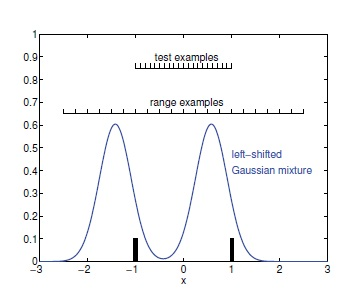 1
0.9
test examples
0.8
0.7
range examples
0.6
0.5
left-shifted
0.4
Gaussian mixture
0.3
0.2
0.1
0
-3 -2 -1 0 1 2 3
x